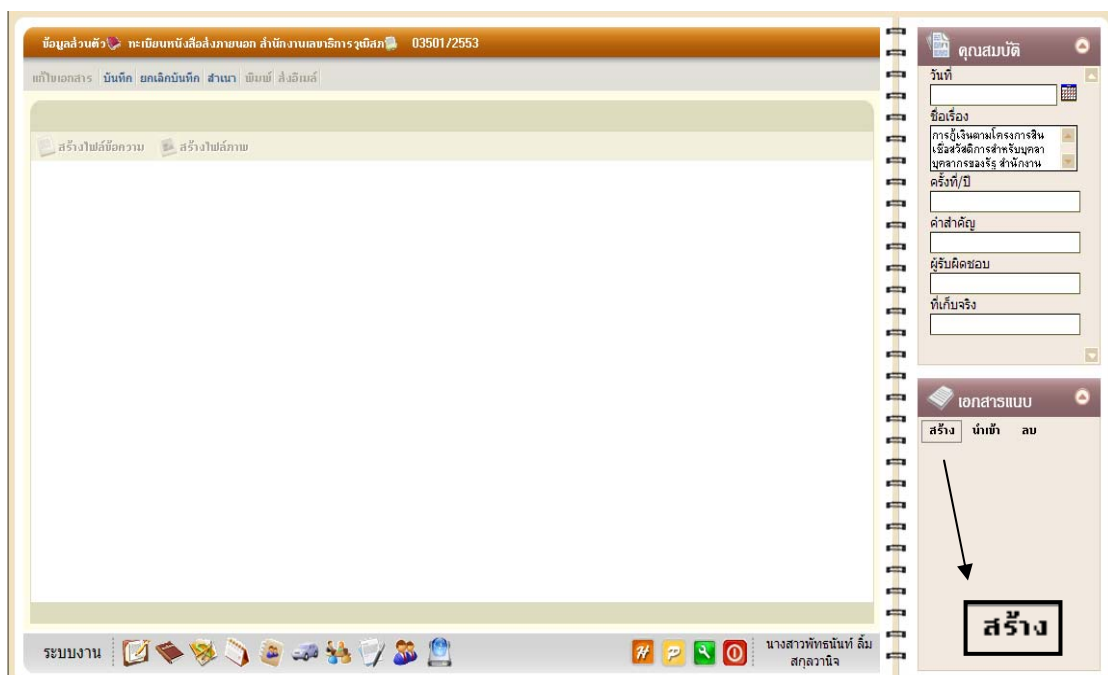 ข้อมูลส่วนตัว ทะเบียนหนังสือส่งภายนอก สำนักงานเลขาธิการวุฒิสภ 03501/2553
แก้ไขเอกสาร บันทึก ยกเลิกบันทึก สำเนา พิมพ์ ส่งอีเมล์
สร้างไฟล์ข้อความ สร้างไฟล์ภาพ
คุณสมบัติ
วันที่
ชื่อเรื่อง
การกู้เงินตามโครงการสิน
เชื่อสวัสดิการสำหรับบุคลา
บุคลากรของรัฐ สำนักงาน
ครั้งที่/ปี
คำสำคัญ
ผู้รับผิดชอบ
ที่เก็บจริง
เอกสารแนบ
สร้าง นำเข้า ลบ
สร้าง
ระบบงาน
นางสาวพัทธนันท์ ลิ้ม
สกุลวานิจ